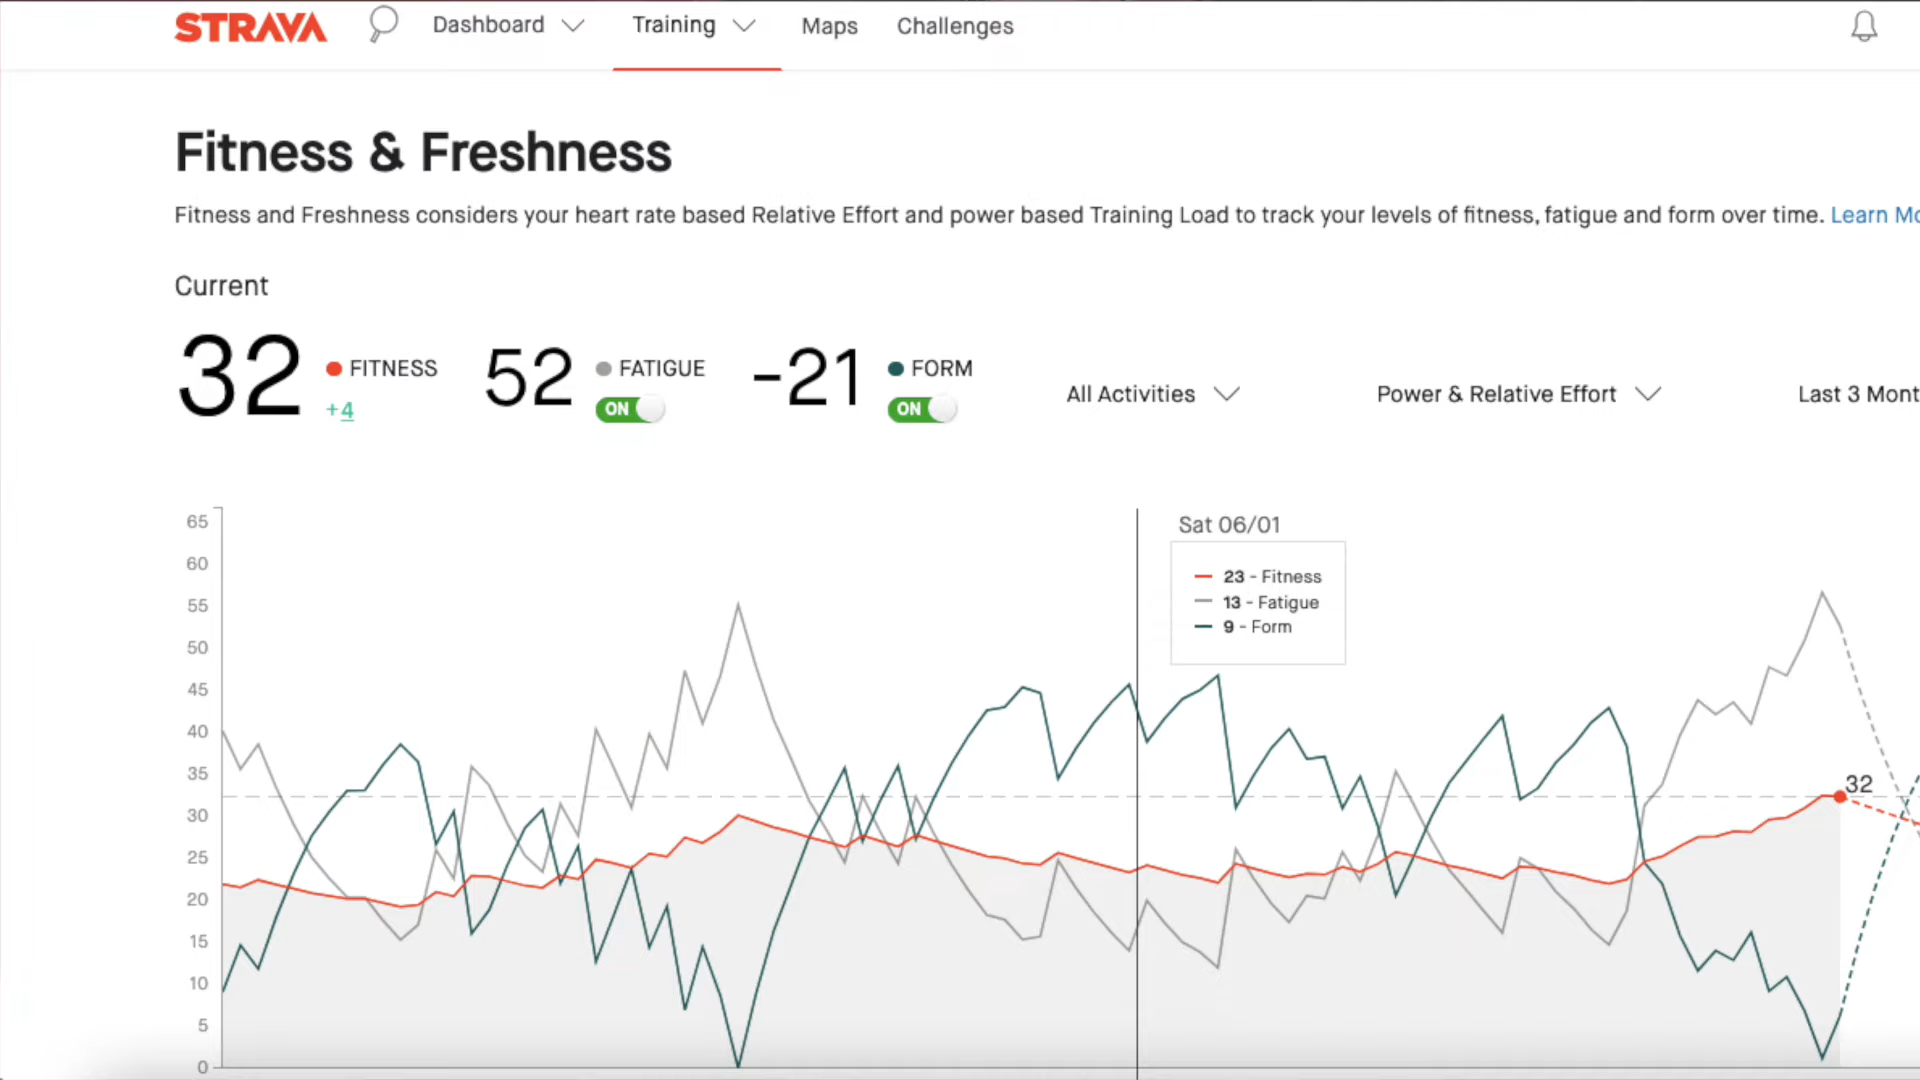 STRAVA Dashboard Training Maps Challenges
Fitness & Freshness
Fitness and Freshness considers your heart rate based Relative Effort and power based Training Load to track your levels of fitness, fatigue and form over time. Learn Mo
Current
32 FITNESS +4
52 FATIGUE ON
-21 FORM ON
All Activities Power & Relative Effort Last 3 Mont
Sat 06/01
23 - Fitness
13 - Fatigue
9 - Form
65
60
55
50
45
40
35
30
25
20
15
10
5
0
32